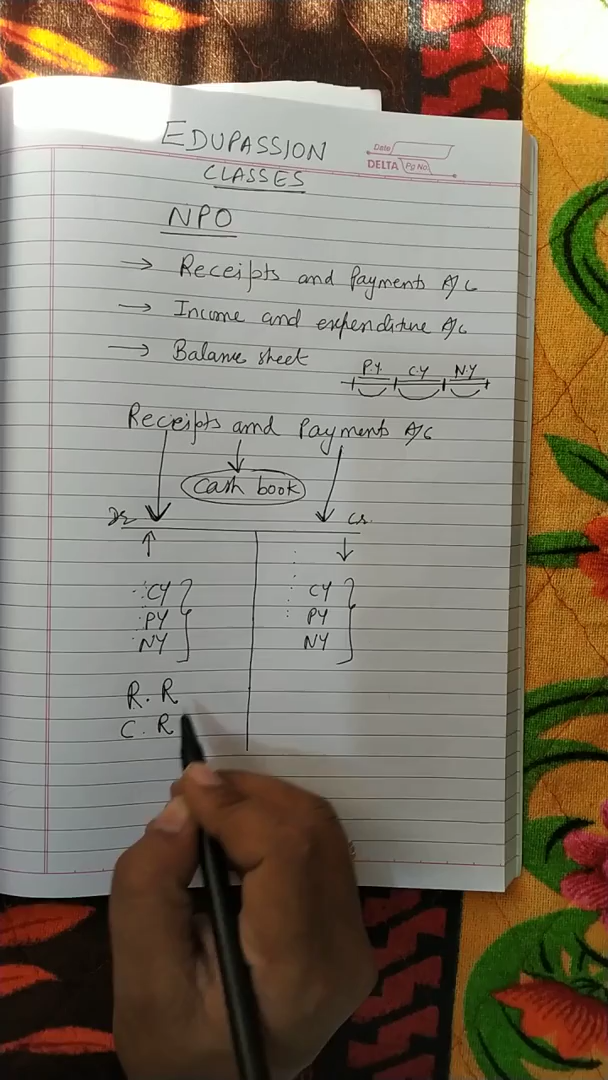 EDUPASSION
CLASSES
Date
DELTA Pg No
NPO
→ Receipts and Payments A/C
→ Income and expenditure A/C
→ Balance sheet
P.Y. C.Y N.Y
Receipts and Payments A/C
Cash book
Dr Cr.
CY CY
PY PY
NY NY
R. R
C. R